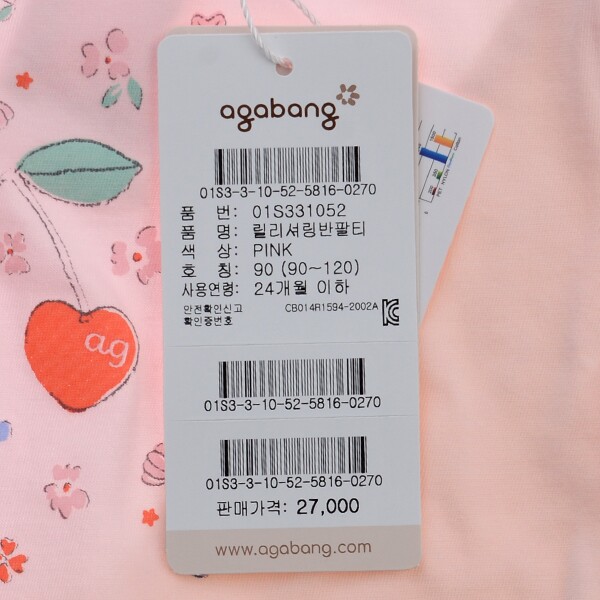 agabang
01S3-3-10-52-5816-0270
품 번: 01S331052
품 명: 릴리셔링반팔티
색 상: PINK
호 칭: 90 (90~120)
사용연령: 24개월 이하
안전확인신고
확인증번호
CB014R1594-2002A
ag
01S3-3-10-52-5816-0270
01S3-3-10-52-5816-0270
판매가격: 27,000
www.agabang.com